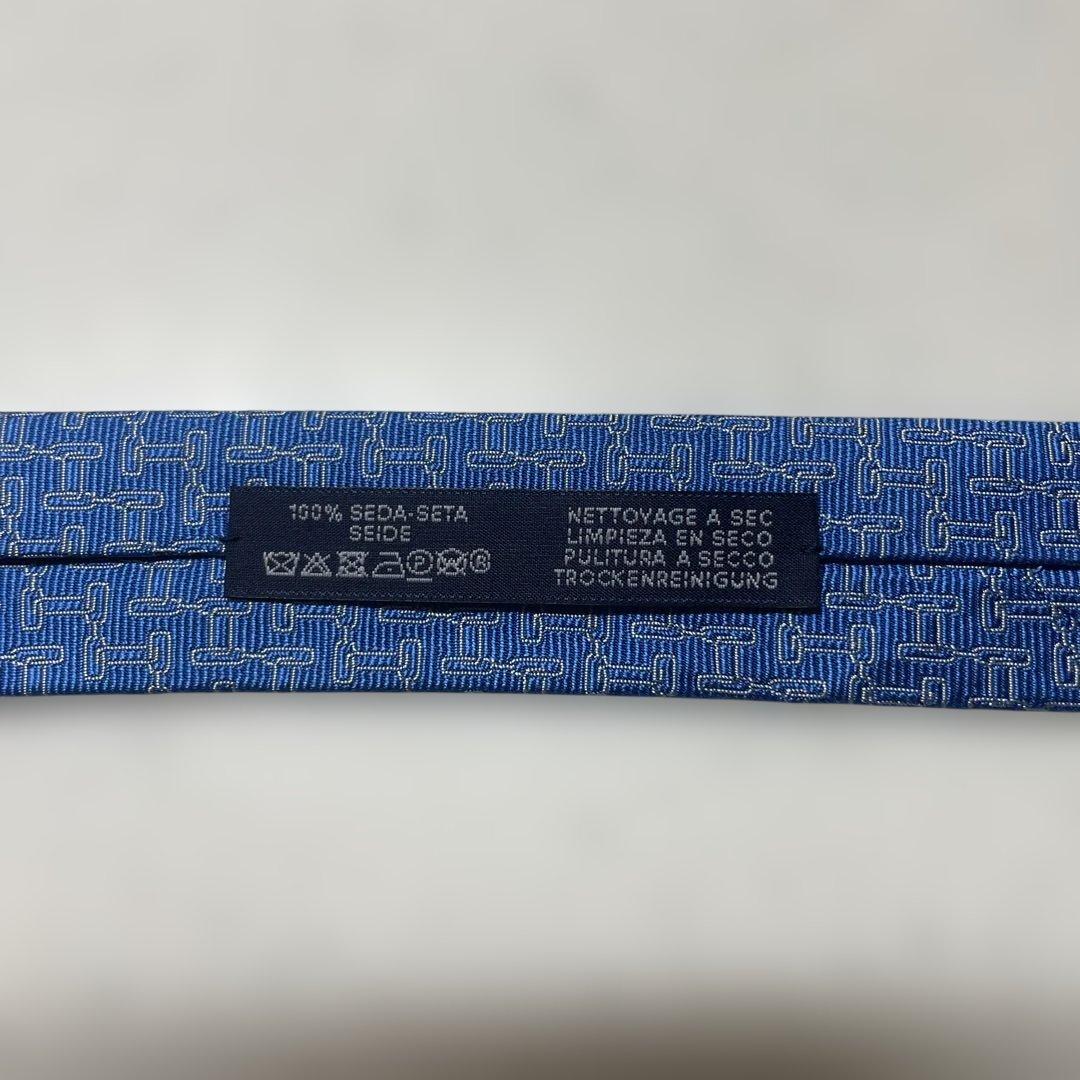 100% SEDA-SETA
SEIDE
NETTOYAGE A SEC
LIMPIEZA EN SECO
PULITURA A SECCO
TROCKENREINIGUNG